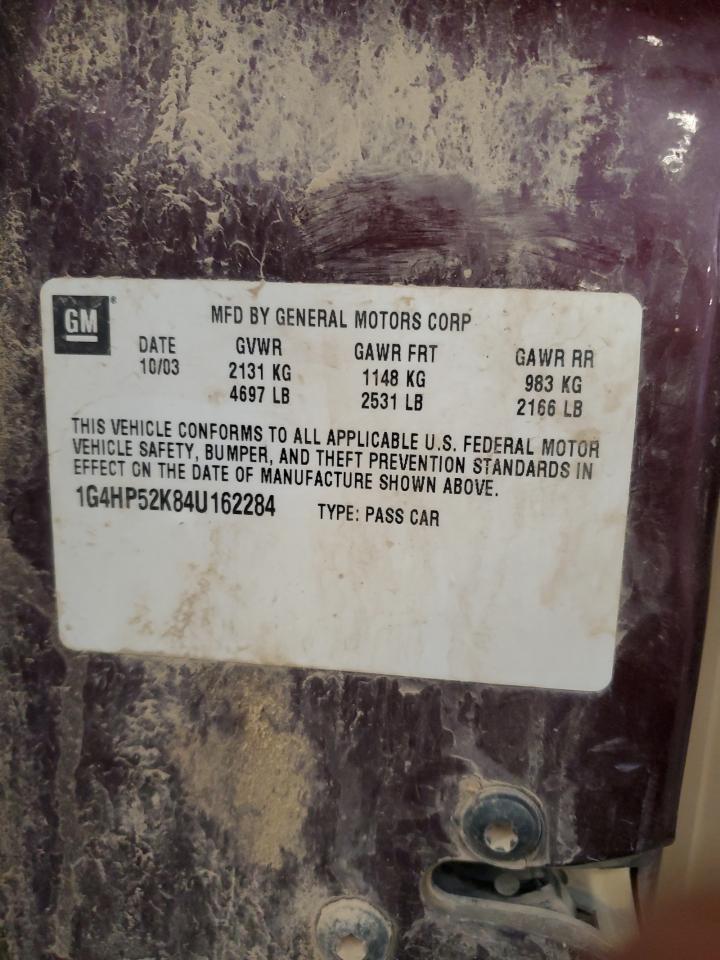 GM®
MFD BY GENERAL MOTORS CORP
DATE GVWR GAWR FRT GAWR RR
10/03 2131 KG 1148 KG 983 KG
4697 LB 2531 LB 2166 LB
THIS VEHICLE CONFORMS TO ALL APPLICABLE U.S. FEDERAL MOTOR
VEHICLE SAFETY, BUMPER, AND THEFT PREVENTION STANDARDS IN
EFFECT ON THE DATE OF MANUFACTURE SHOWN ABOVE.
1G4HP52K84U162284 TYPE: PASS CAR